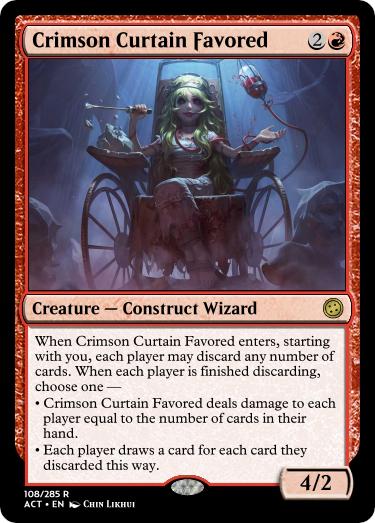 Crimson Curtain Favored 2
Creature — Construct Wizard
When Crimson Curtain Favored enters, starting
with you, each player may discard any number of
cards. When each player is finished discarding,
choose one —
• Crimson Curtain Favored deals damage to each
player equal to the number of cards in their
hand.
• Each player draws a card for each card they
discarded this way.
4/2
108/285 R
ACT • EN Chin Likhui